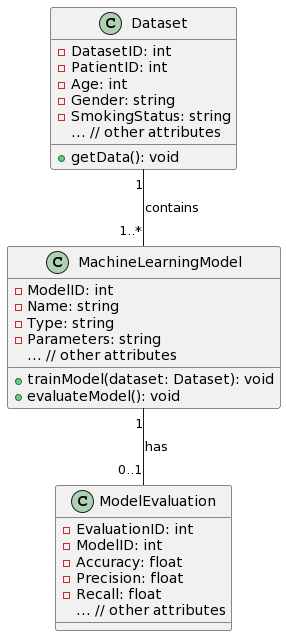 C Dataset
DatasetID: int
PatientID: int
Age: int
Gender: string
SmokingStatus: string
... // other attributes
getData(): void
1
contains
1..*
C MachineLearningModel
ModelID: int
Name: string
Type: string
Parameters: string
... // other attributes
trainModel(dataset: Dataset): void
evaluateModel(): void
1
has
0..1
C ModelEvaluation
EvaluationID: int
ModelID: int
Accuracy: float
Precision: float
Recall: float
... // other attributes